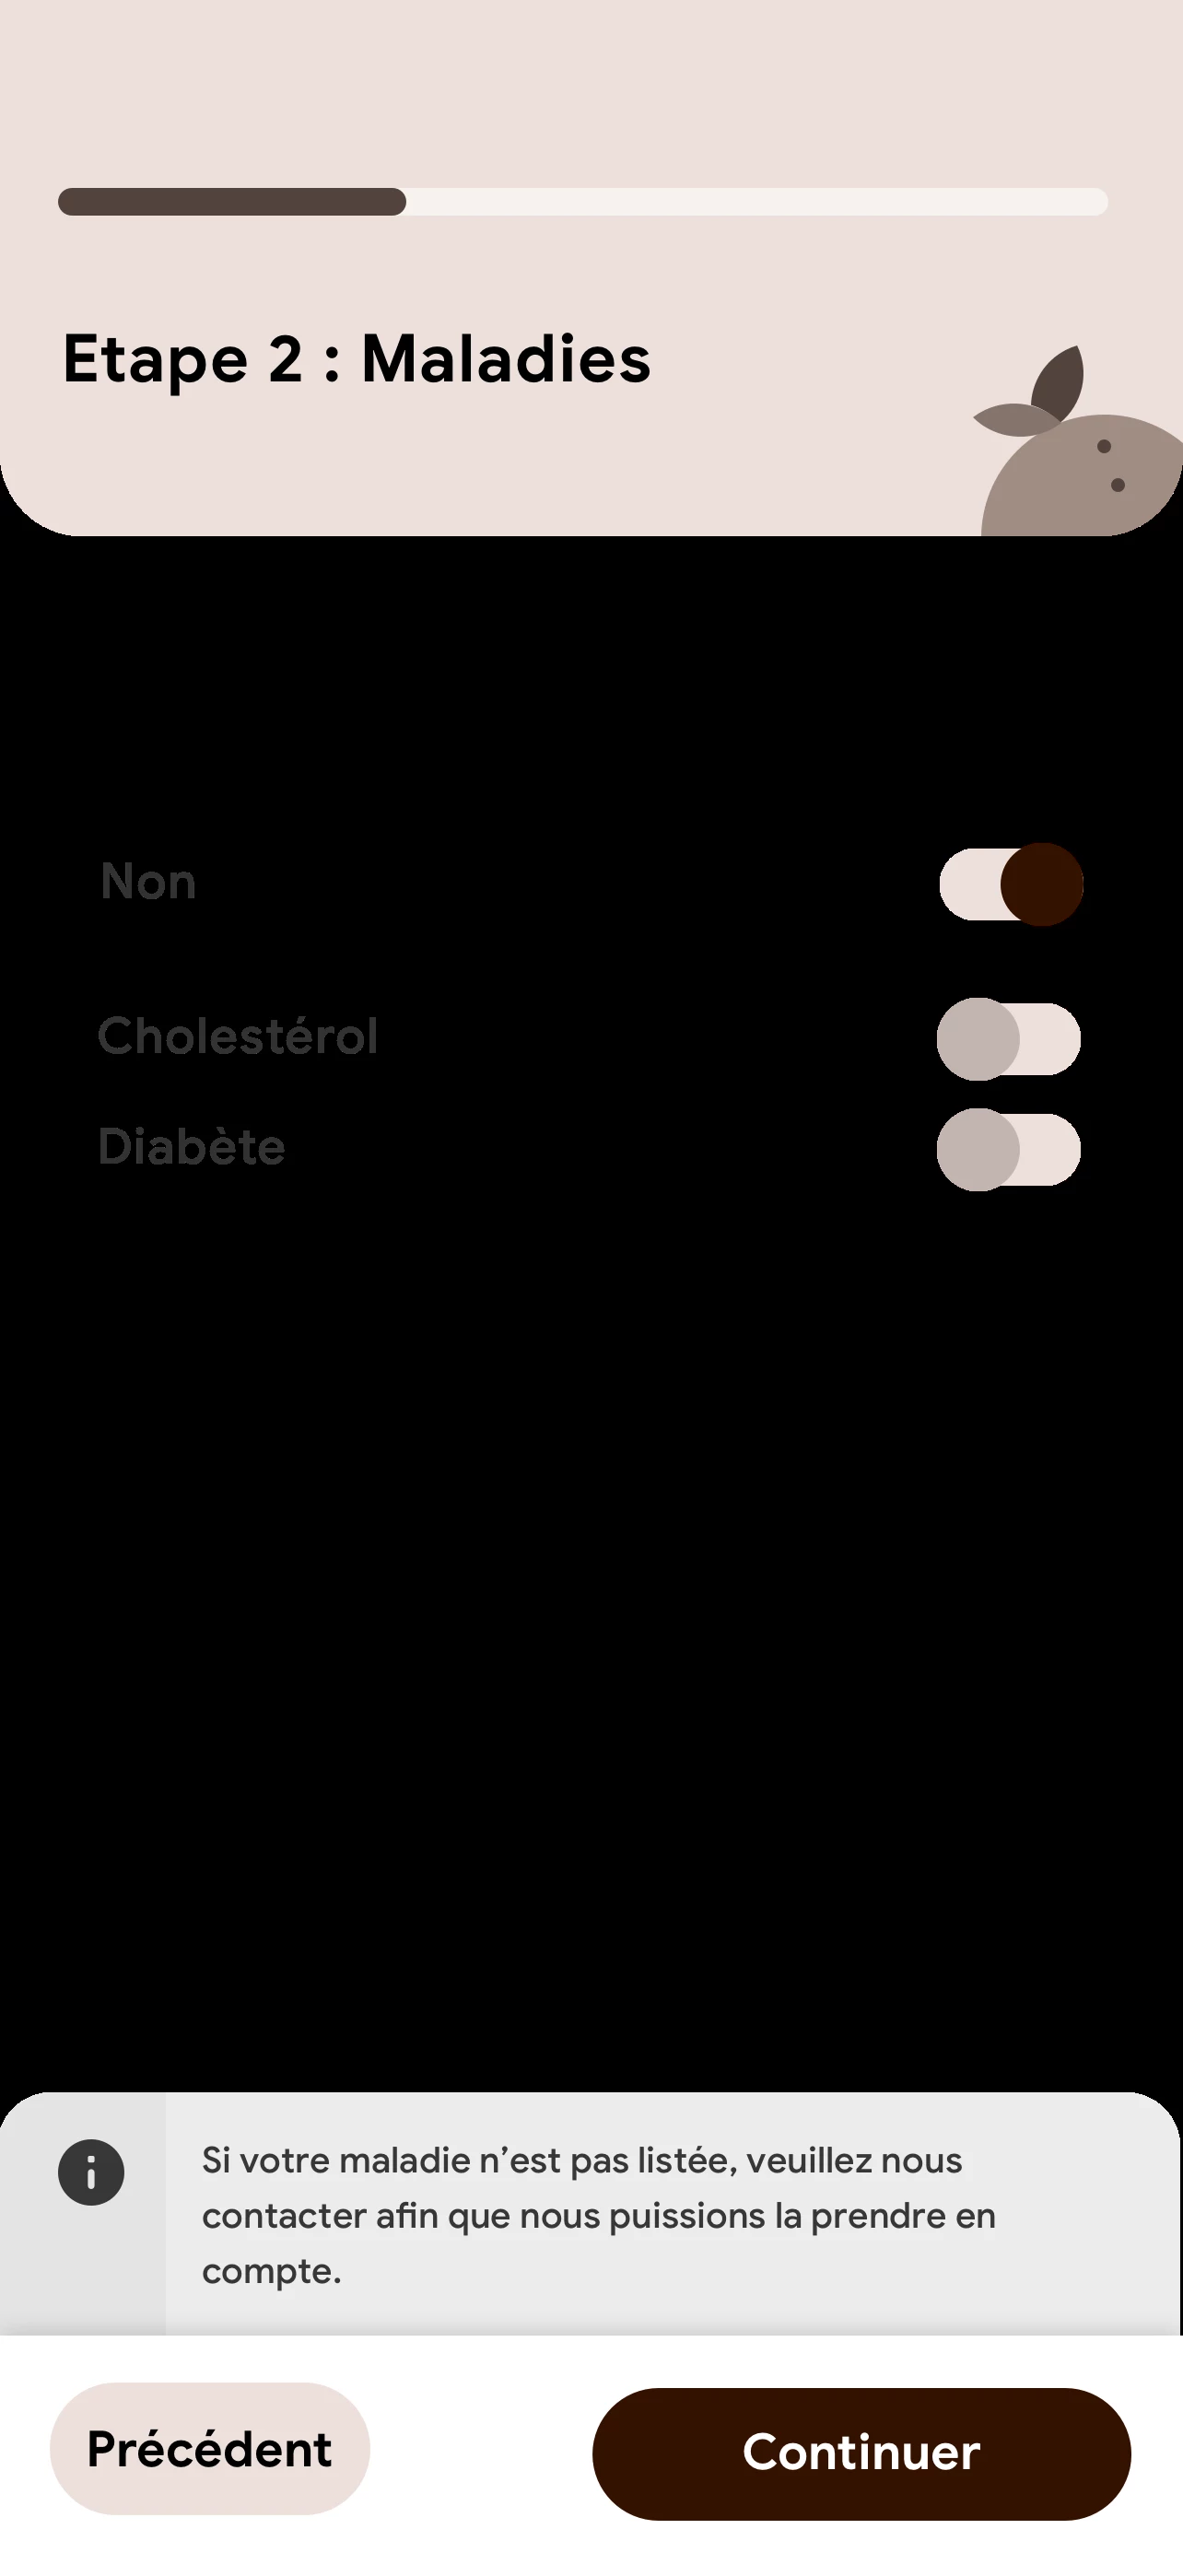 Etape 2 : Maladies
Non
Cholestérol
Diabète
Si votre maladie n’est pas listée, veuillez nous
contacter afin que nous puissions la prendre en
compte.
Précédent
Continuer